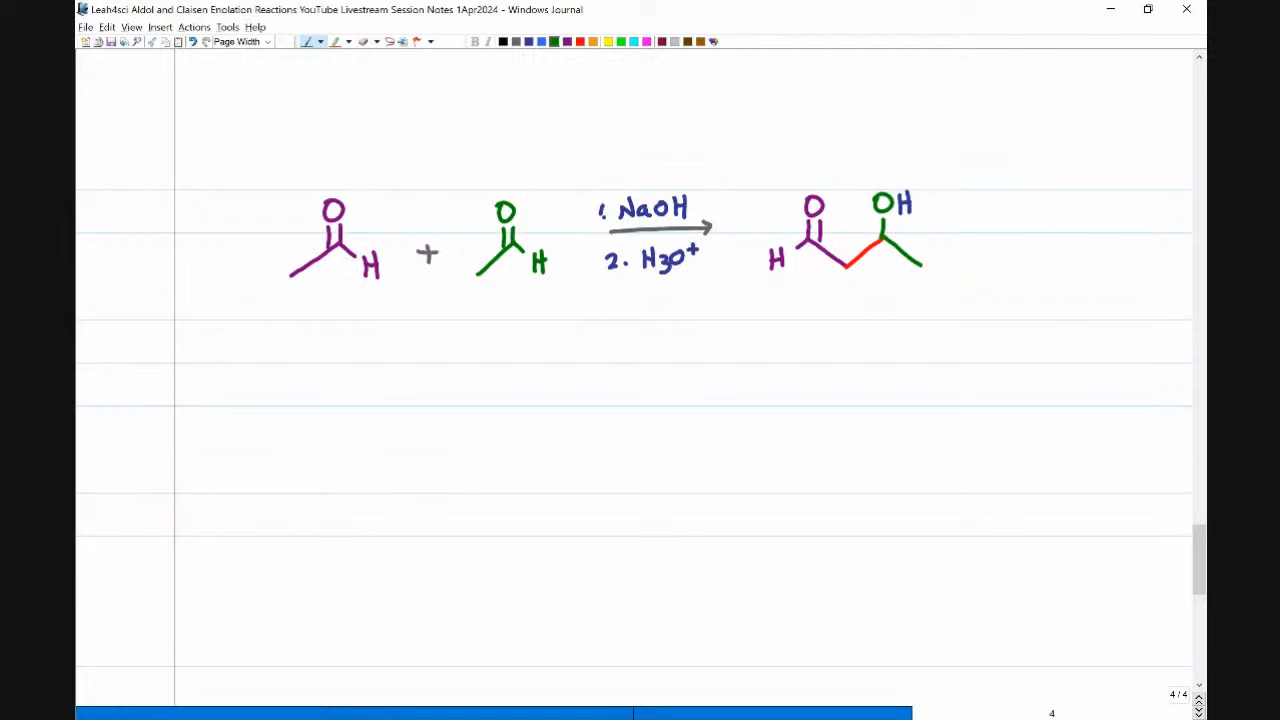 Leah4sci Aldol and Claisen Enolation Reactions YouTube Livestream Session Notes 1Apr2024 - Windows Journal
File Edit View Insert Actions Tools Help
Page Width B I
O O 1. NaOH O OH
H + H 2. H3O+ H
4 / 4
4